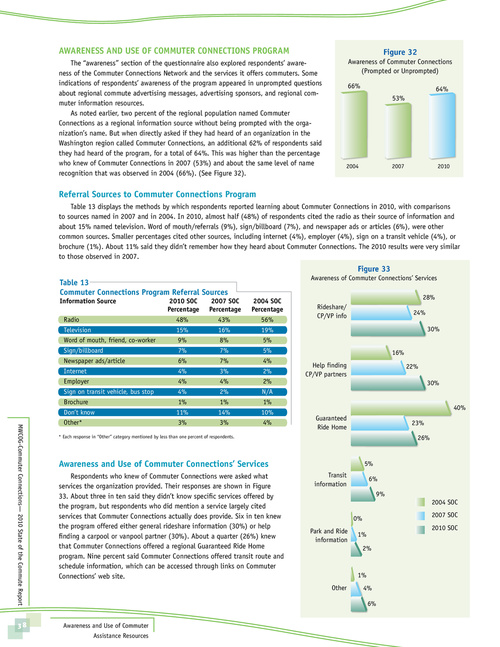 AWARENESS AND USE OF COMMUTER CONNECTIONS PROGRAM
The “awareness” section of the questionnaire also explored respondents’ aware-
ness of the Commuter Connections Network and the services it offers commuters. Some
indications of respondents’ awareness of the program appeared in unprompted questions
about regional commute advertising messages, advertising sponsors, and regional com-
muter information resources.
As noted earlier, two percent of the regional population named Commuter
Connections as a regional information source without being prompted with the orga-
nization’s name. But when directly asked if they had heard of an organization in the
Washington region called Commuter Connections, an additional 62% of respondents said
they had heard of the program, for a total of 64%. This was higher than the percentage
who knew of Commuter Connections in 2007 (53%) and about the same level of name
recognition that was observed in 2004 (66%). (See Figure 32).
Figure 32
Awareness of Commuter Connections
(Prompted or Unprompted)
66%
53%
64%
2004 2007 2010
Referral Sources to Commuter Connections Program
Table 13 displays the methods by which respondents reported learning about Commuter Connections in 2010, with comparisons
to sources named in 2007 and in 2004. In 2010, almost half (48%) of respondents cited the radio as their source of information and
about 15% named television. Word of mouth/referrals (9%), sign/billboard (7%), and newspaper ads or articles (6%), were other
common sources. Smaller percentages cited other sources, including internet (4%), employer (4%), sign on a transit vehicle (4%), or
brochure (1%). About 11% said they didn’t remember how they heard about Commuter Connections. The 2010 results were very similar
to those observed in 2007.
Table 13
Commuter Connections Program Referral Sources
Information Source 2010 SOC 2007 SOC 2004 SOC
Percentage Percentage Percentage
Radio 48% 43% 56%
Television 15% 16% 19%
Word of mouth, friend, co-worker 9% 8% 5%
Sign/billboard 7% 7% 5%
Newspaper ads/article 6% 7% 4%
Internet 4% 3% 2%
Employer 4% 4% 2%
Sign on transit vehicle, bus stop 4% 2% N/A
Brochure 1% 1% 1%
Don’t know 11% 14% 10%
Other* 3% 3% 4%
* Each response in “Other” category mentioned by less than one percent of respondents.
Awareness and Use of Commuter Connections’ Services
Respondents who knew of Commuter Connections were asked what
services the organization provided. Their responses are shown in Figure
33. About three in ten said they didn’t know specific services offered by
the program, but respondents who did mention a service largely cited
services that Commuter Connections actually does provide. Six in ten knew
the program offered either general rideshare information (30%) or help
finding a carpool or vanpool partner (30%). About a quarter (26%) knew
that Commuter Connections offered a regional Guaranteed Ride Home
program. Nine percent said Commuter Connections offered transit route and
schedule information, which can be accessed through links on Commuter
Connections’ web site.
Figure 33
Awareness of Commuter Connections’ Services
Rideshare/
CP/VP info
28%
24%
30%
Help finding
CP/VP partners
16%
22%
30%
Guaranteed
Ride Home
40%
23%
26%
Transit
information
5%
6%
9%
Park and Ride
information
0%
1%
2%
Other
1%
4%
6%
2004 SOC
2007 SOC
2010 SOC
MWCOG-Commuter Connections— 2010 State of the Commute Report
Awareness and Use of Commuter
Assistance Resources